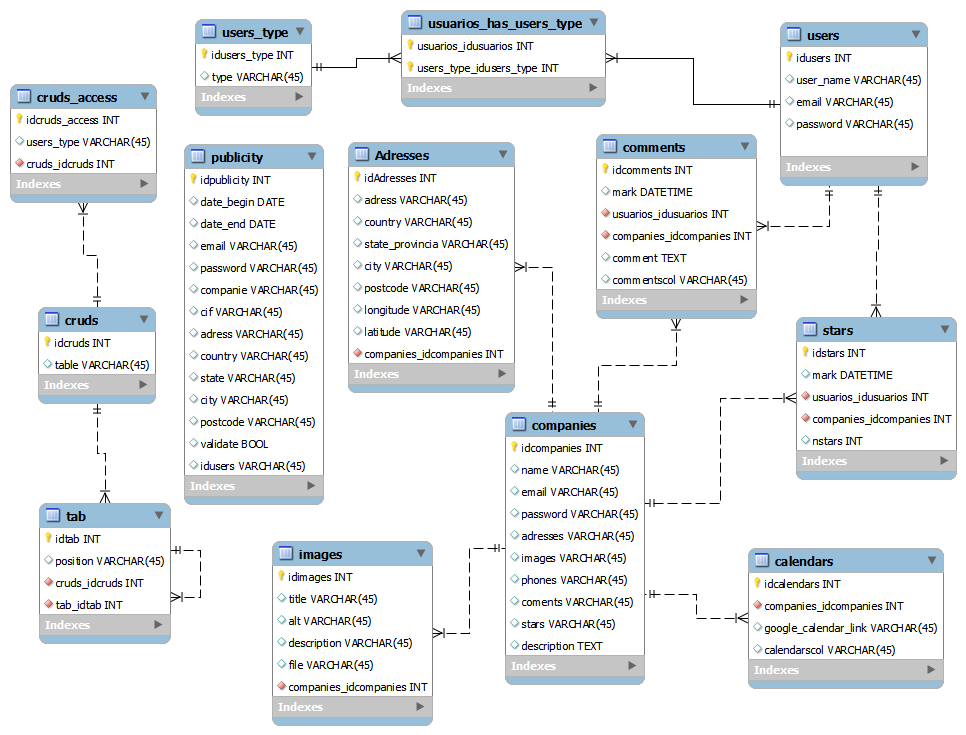 users_type
idusers_type INT
type VARCHAR(45)
Indexes
usuarios_has_users_type
usuarios_idusuarios INT
users_type_idusers_type INT
Indexes
users
idusers INT
user_name VARCHAR(45)
email VARCHAR(45)
password VARCHAR(45)
Indexes
cruds_access
idcruds_access INT
users_type VARCHAR(45)
cruds_idcruds INT
Indexes
publicity
idpublicity INT
date_begin DATE
date_end DATE
email VARCHAR(45)
password VARCHAR(45)
companie VARCHAR(45)
cif VARCHAR(45)
adress VARCHAR(45)
country VARCHAR(45)
state VARCHAR(45)
city VARCHAR(45)
postcode VARCHAR(45)
validate BOOL
idusers VARCHAR(45)
Indexes
Adresses
idAdresses INT
adress VARCHAR(45)
country VARCHAR(45)
state_provincia VARCHAR(45)
city VARCHAR(45)
postcode VARCHAR(45)
longitude VARCHAR(45)
latitude VARCHAR(45)
companies_idcompanies INT
Indexes
comments
idcomments INT
mark DATETIME
usuarios_idusuarios INT
companies_idcompanies INT
comment TEXT
commentscol VARCHAR(45)
Indexes
cruds
idcruds INT
table VARCHAR(45)
Indexes
stars
idstars INT
mark DATETIME
usuarios_idusuarios INT
companies_idcompanies INT
nstars INT
Indexes
companies
idcompanies INT
name VARCHAR(45)
email VARCHAR(45)
password VARCHAR(45)
adresses VARCHAR(45)
images VARCHAR(45)
phones VARCHAR(45)
coments VARCHAR(45)
stars VARCHAR(45)
description TEXT
Indexes
tab
idtab INT
position VARCHAR(45)
cruds_idcruds INT
tab_idtab INT
Indexes
images
idimages INT
title VARCHAR(45)
alt VARCHAR(45)
description VARCHAR(45)
file VARCHAR(45)
companies_idcompanies INT
Indexes
calendars
idcalendars INT
companies_idcompanies INT
google_calendar_link VARCHAR(45)
calendarscol VARCHAR(45)
Indexes